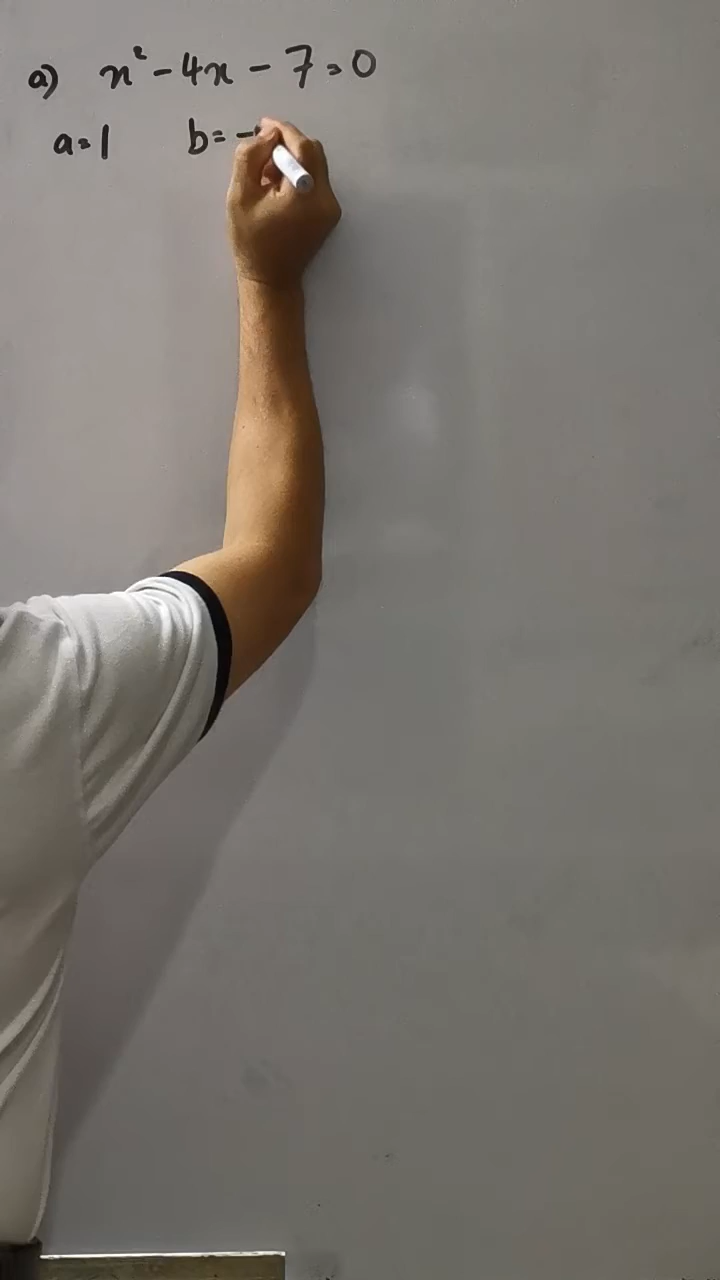 a) x² - 4x - 7 = 0
a = 1 b = -